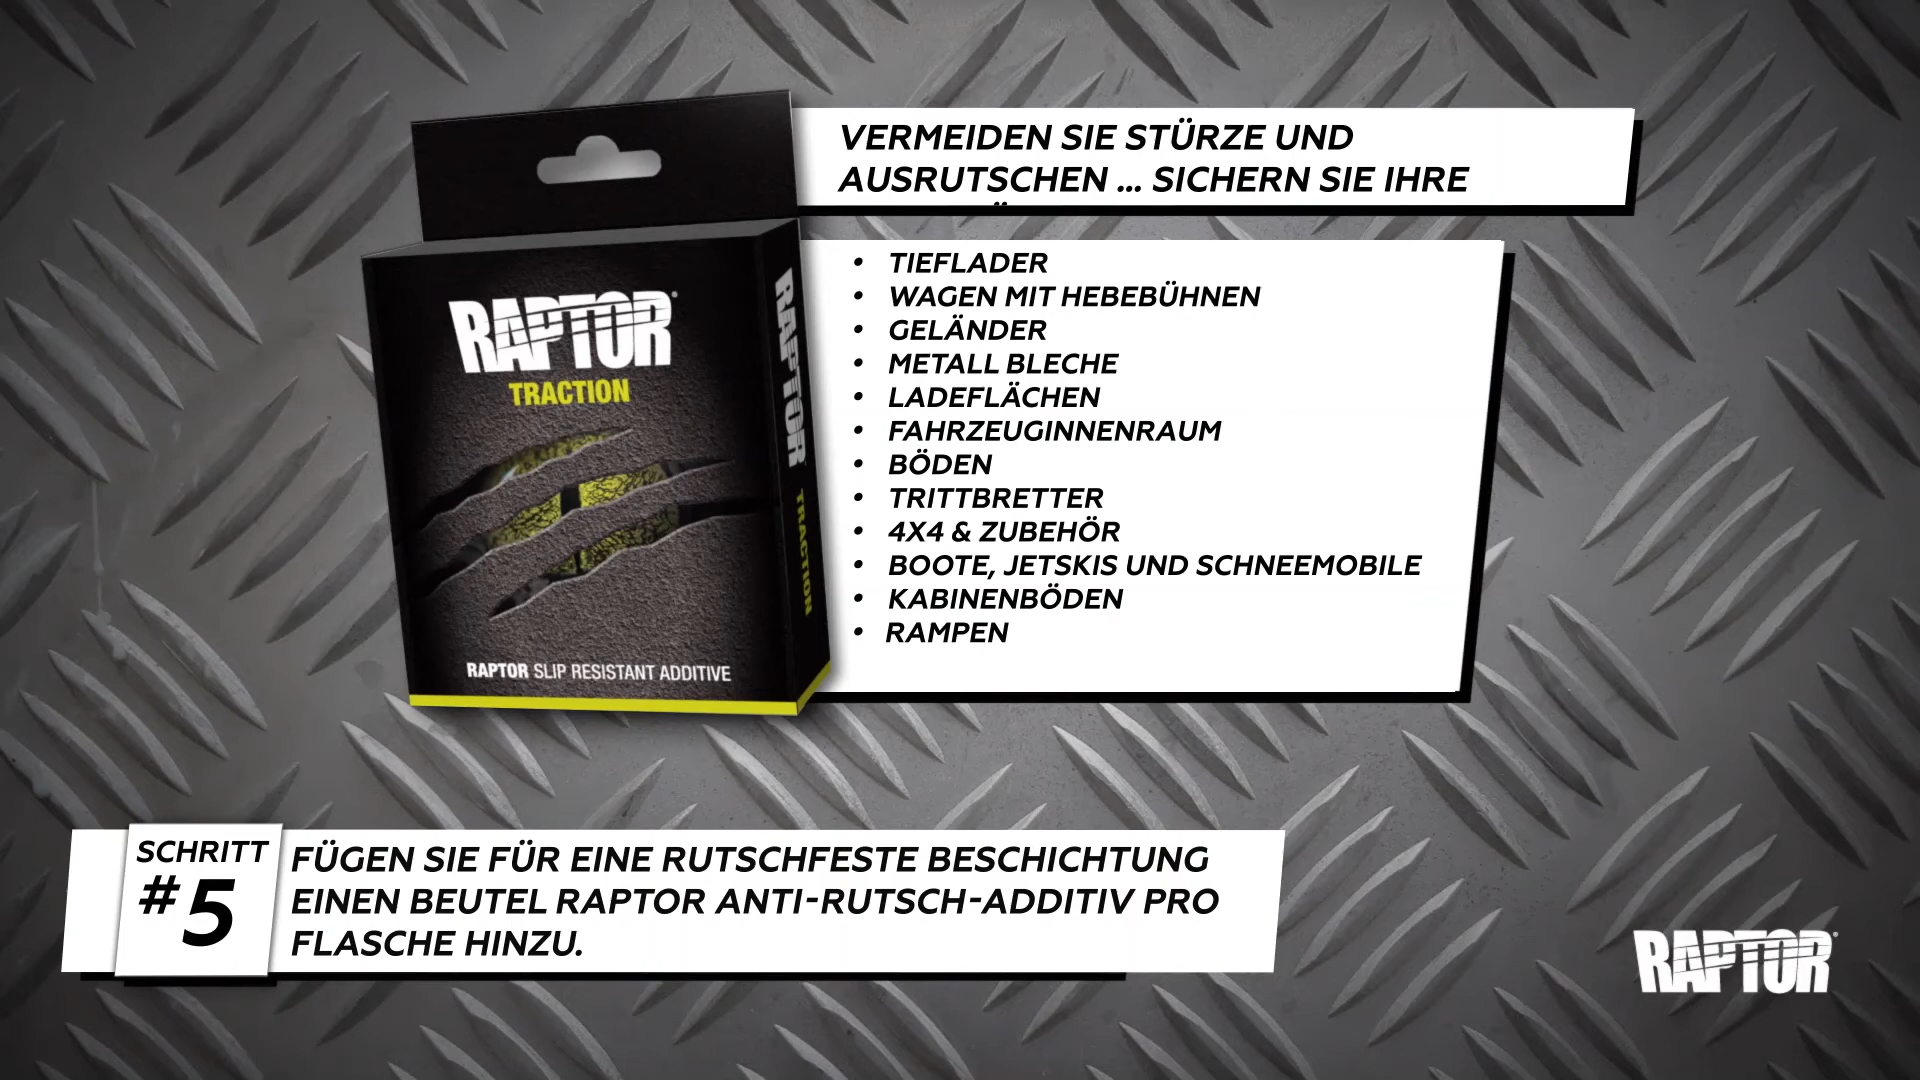 VERMEIDEN SIE STÜRZE UND
AUSRUTSCHEN ... SICHERN SIE IHRE
• TIEFLADER
• WAGEN MIT HEBEBÜHNEN
• GELÄNDER
• METALL BLECHE
• LADEFLÄCHEN
• FAHRZEUGINNENRAUM
• BÖDEN
• TRITTBRETTER
• 4X4 & ZUBEHÖR
• BOOTE, JETSKIS UND SCHNEEMOBILE
• KABINENBÖDEN
• RAMPEN
RAPTOR®
TRACTION
RAPTOR SLIP RESISTANT ADDITIVE
RAPTOR TRACTION
SCHRITT
#5
FÜGEN SIE FÜR EINE RUTSCHFESTE BESCHICHTUNG
EINEN BEUTEL RAPTOR ANTI-RUTSCH-ADDITIV PRO
FLASCHE HINZU.
RAPTOR®